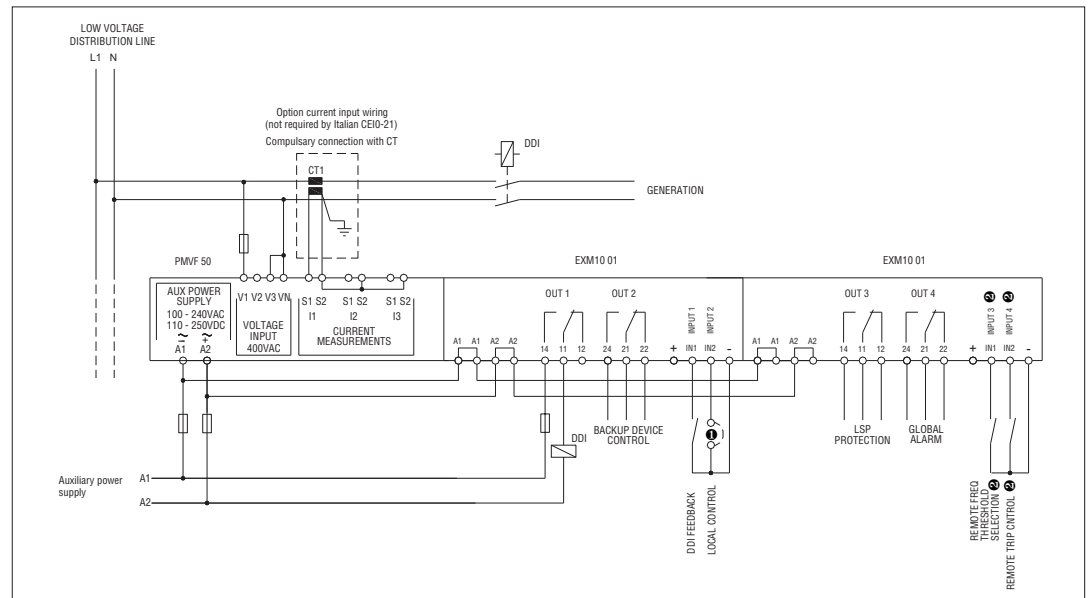 LOW VOLTAGE
DISTRIBUTION LINE
L1 N
Option current input wiring
(not required by Italian CEI0-21)
Compulsary connection with CT
CT1
DDI
GENERATION
PMVF 50
EXM10 01
EXM10 01
AUX POWER
SUPPLY
100 - 240VAC
110 - 250VDC
~ ~
– +
A1 A2
V1 V2 V3 VN
VOLTAGE
INPUT
400VAC
S1 S2 S1 S2 S1 S2
I1 I2 I3
CURRENT
MEASUREMENTS
OUT 1 OUT 2
INPUT 1
INPUT 2
A1 A1 A2 A2
14 11 12 24 21 22 + IN1 IN2 -
OUT 3 OUT 4
INPUT 3 ❷
INPUT 4 ❷
A1 A1 A2 A2
14 11 12 24 21 22 + IN1 IN2 -
DDI
BACKUP DEVICE
CONTROL
❶ )
DDI FEEDBACK
LOCAL CONTROL
LSP
PROTECTION
GLOBAL
ALARM
REMOTE FREQ
THRESHOLD
SELECTION ❷
REMOTE TRIP CNTROL ❷
Auxiliary power
supply
A1
A2